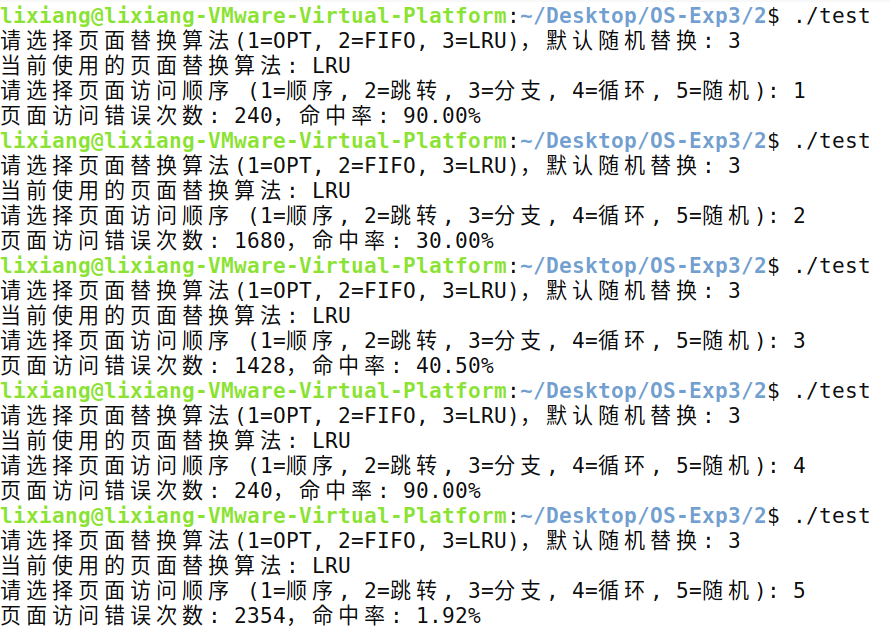 lixiang@lixiang-VMware-Virtual-Platform:~/Desktop/OS-Exp3/2$ ./test
请选择页面替换算法(1=OPT, 2=FIFO, 3=LRU)，默认随机替换: 3
当前使用的页面替换算法: LRU
请选择页面访问顺序 (1=顺序, 2=跳转, 3=分支, 4=循环, 5=随机): 1
页面访问错误次数: 240，命中率: 90.00%
lixiang@lixiang-VMware-Virtual-Platform:~/Desktop/OS-Exp3/2$ ./test
请选择页面替换算法(1=OPT, 2=FIFO, 3=LRU)，默认随机替换: 3
当前使用的页面替换算法: LRU
请选择页面访问顺序 (1=顺序, 2=跳转, 3=分支, 4=循环, 5=随机): 2
页面访问错误次数: 1680，命中率: 30.00%
lixiang@lixiang-VMware-Virtual-Platform:~/Desktop/OS-Exp3/2$ ./test
请选择页面替换算法(1=OPT, 2=FIFO, 3=LRU)，默认随机替换: 3
当前使用的页面替换算法: LRU
请选择页面访问顺序 (1=顺序, 2=跳转, 3=分支, 4=循环, 5=随机): 3
页面访问错误次数: 1428，命中率: 40.50%
lixiang@lixiang-VMware-Virtual-Platform:~/Desktop/OS-Exp3/2$ ./test
请选择页面替换算法(1=OPT, 2=FIFO, 3=LRU)，默认随机替换: 3
当前使用的页面替换算法: LRU
请选择页面访问顺序 (1=顺序, 2=跳转, 3=分支, 4=循环, 5=随机): 4
页面访问错误次数: 240，命中率: 90.00%
lixiang@lixiang-VMware-Virtual-Platform:~/Desktop/OS-Exp3/2$ ./test
请选择页面替换算法(1=OPT, 2=FIFO, 3=LRU)，默认随机替换: 3
当前使用的页面替换算法: LRU
请选择页面访问顺序 (1=顺序, 2=跳转, 3=分支, 4=循环, 5=随机): 5
页面访问错误次数: 2354，命中率: 1.92%